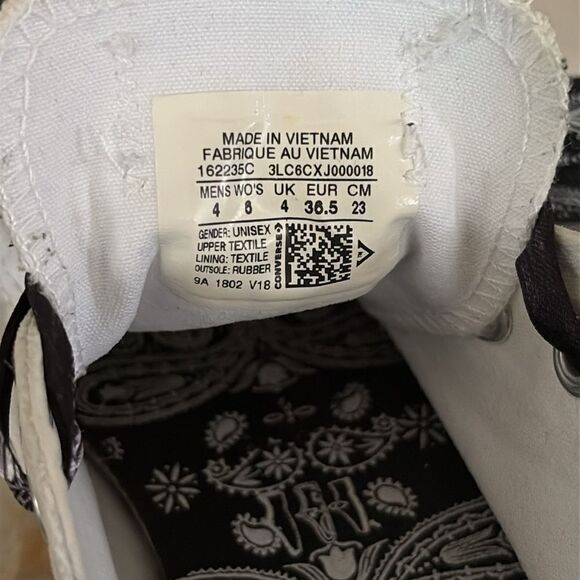 MADE IN VIETNAM
FABRIQUE AU VIETNAM
162235C 3LC6CXJ000018
MENS WO'S UK EUR CM
4 6 4 36.5 23
GENDER: UNISEX
UPPER TEXTILE
LINING: TEXTILE
OUTSOLE: RUBBER
9A 1802 V18
CONVERSE